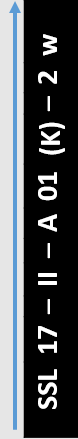 SSL 17 – II – A 01 (K) – 2 w